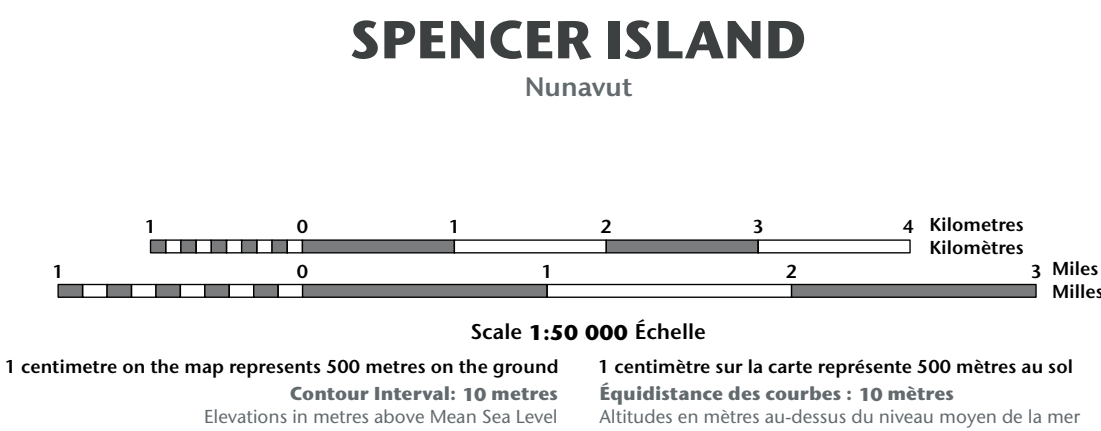 SPENCER ISLAND
Nunavut
1 0 1 2 3 4 Kilometres
Kilomètres
1 0 1 2 3 Miles
Milles
Scale 1:50 000 Échelle
1 centimetre on the map represents 500 metres on the ground
1 centimètre sur la carte représente 500 mètres au sol
Contour Interval: 10 metres
Équidistance des courbes : 10 mètres
Elevations in metres above Mean Sea Level
Altitudes en mètres au-dessus du niveau moyen de la mer